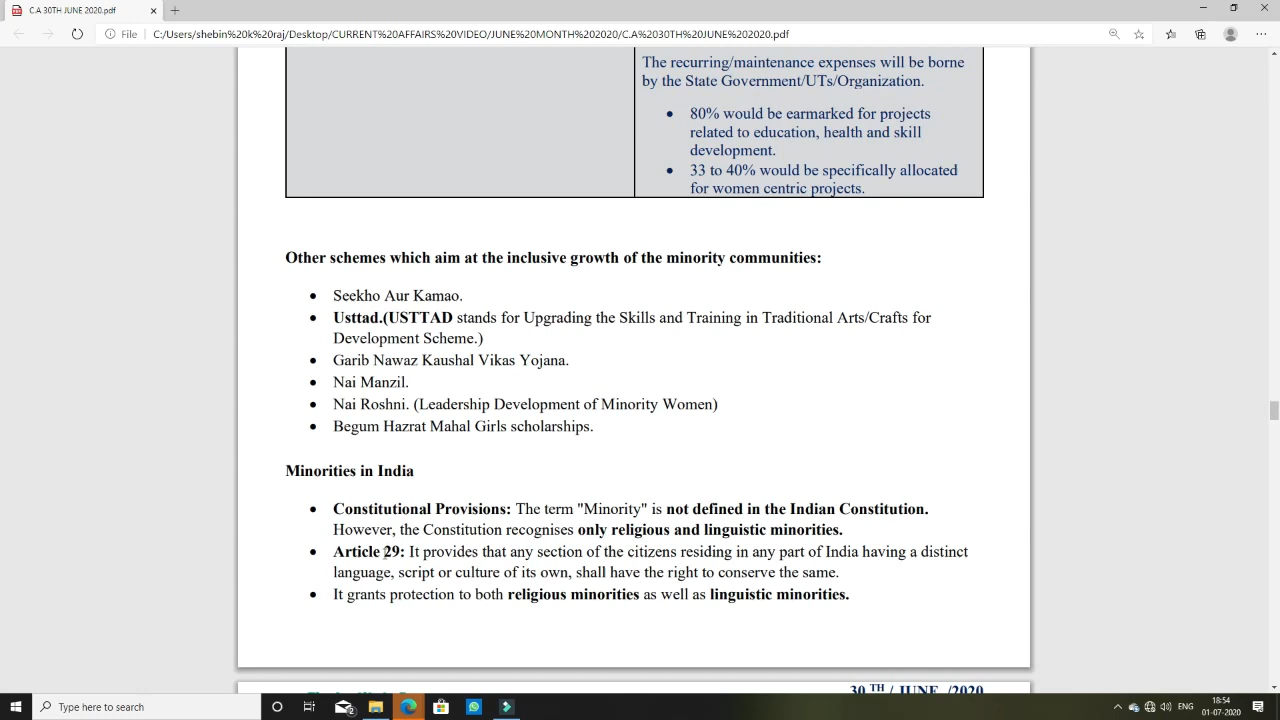 C.A 30TH JUNE 2020.pdf
File | C:/Users/shebin%20k%20raj/Desktop/CURRENT%20AFFAIRS%20VIDEO/JUNE%20MONTH%202020/C.A%2030TH%20JUNE%202020.pdf
The recurring/maintenance expenses will be borne
by the State Government/UTs/Organization.
• 80% would be earmarked for projects
related to education, health and skill
development.
• 33 to 40% would be specifically allocated
for women centric projects.
Other schemes which aim at the inclusive growth of the minority communities:
• Seekho Aur Kamao.
• Usttad.(USTTAD stands for Upgrading the Skills and Training in Traditional Arts/Crafts for
Development Scheme.)
• Garib Nawaz Kaushal Vikas Yojana.
• Nai Manzil.
• Nai Roshni. (Leadership Development of Minority Women)
• Begum Hazrat Mahal Girls scholarships.
Minorities in India
• Constitutional Provisions: The term "Minority" is not defined in the Indian Constitution.
However, the Constitution recognises only religious and linguistic minorities.
• Article 29: It provides that any section of the citizens residing in any part of India having a distinct
language, script or culture of its own, shall have the right to conserve the same.
• It grants protection to both religious minorities as well as linguistic minorities.
30 TH / JUNE /2020
Type here to search
ENG
18:54
01-07-2020